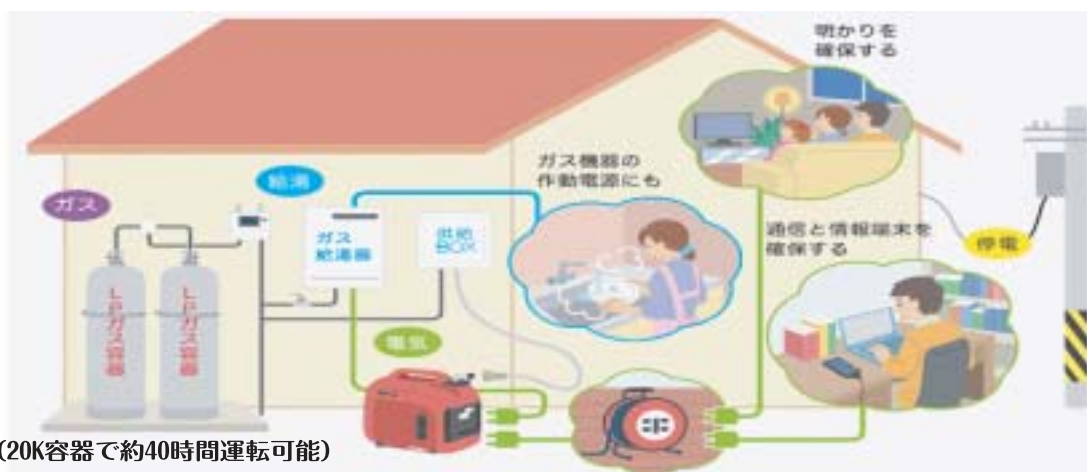 明かりを
確保する
ガス機器の
作動電源にも
給湯
ガス
ガス
給湯器
供給
BOX
通信と情報端末を
確保する
停電
LPガス容器
LPガス容器
電気
(20K容器で約40時間運転可能)